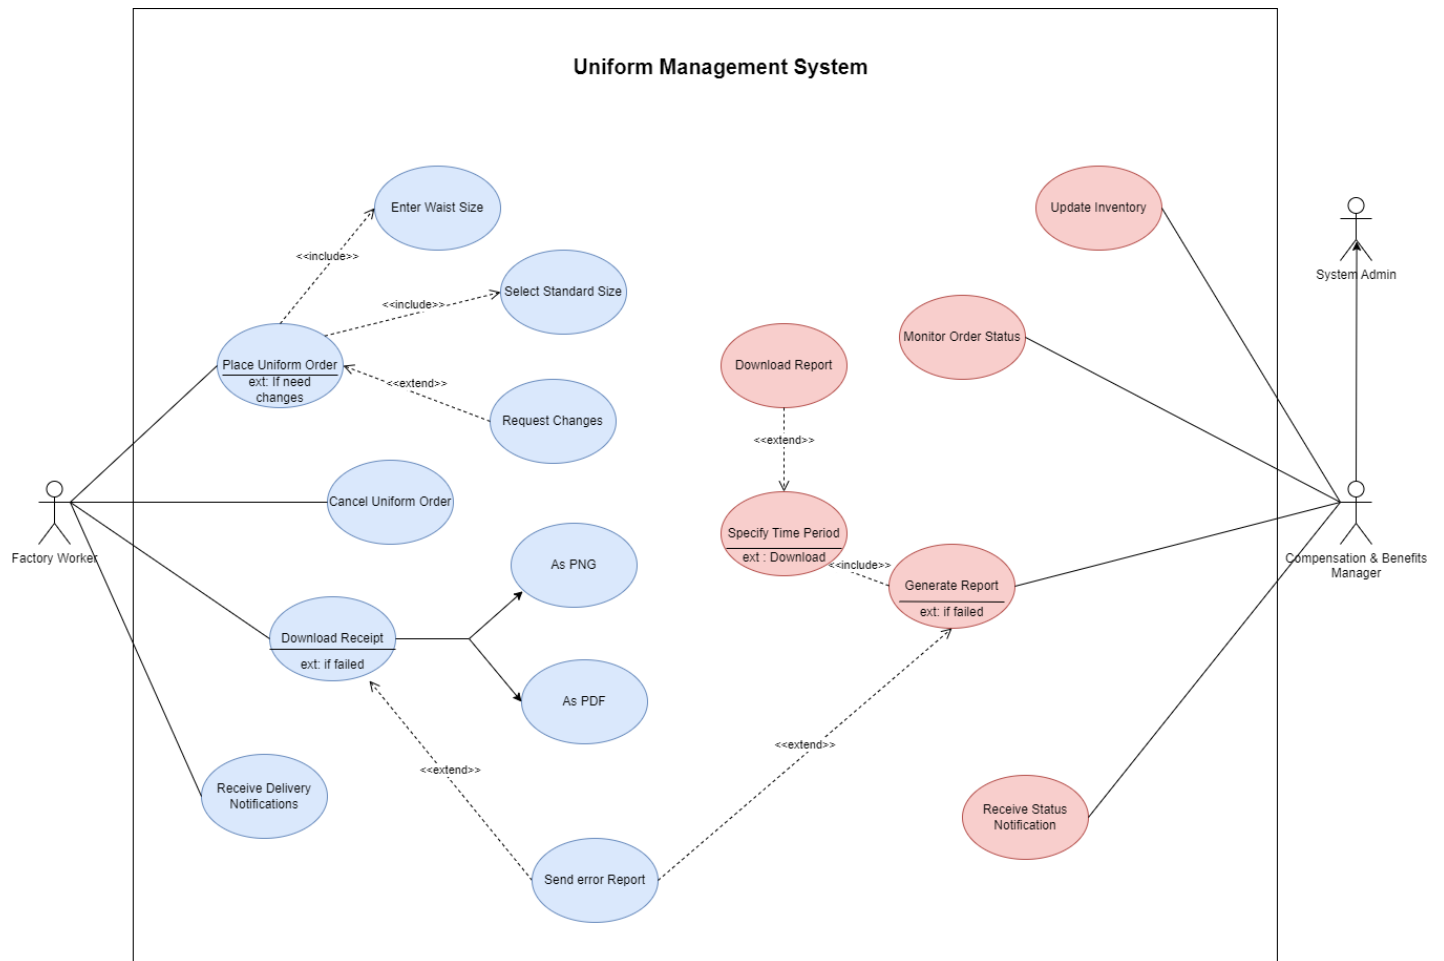 Uniform Management System
Enter Waist Size
Update Inventory
<<include>>
System Admin
Select Standard Size
<<include>>
Monitor Order Status
Place Uniform Order
ext: If need
changes
<<extend>>
Download Report
Request Changes
<<extend>>
Cancel Uniform Order
Factory Worker
Specify Time Period
ext : Download
<<include>>
Compensation & Benefits
Manager
As PNG
Generate Report
ext: if failed
Download Receipt
ext: if failed
As PDF
<<extend>>
<<extend>>
Receive Delivery
Notifications
Receive Status
Notification
Send error Report